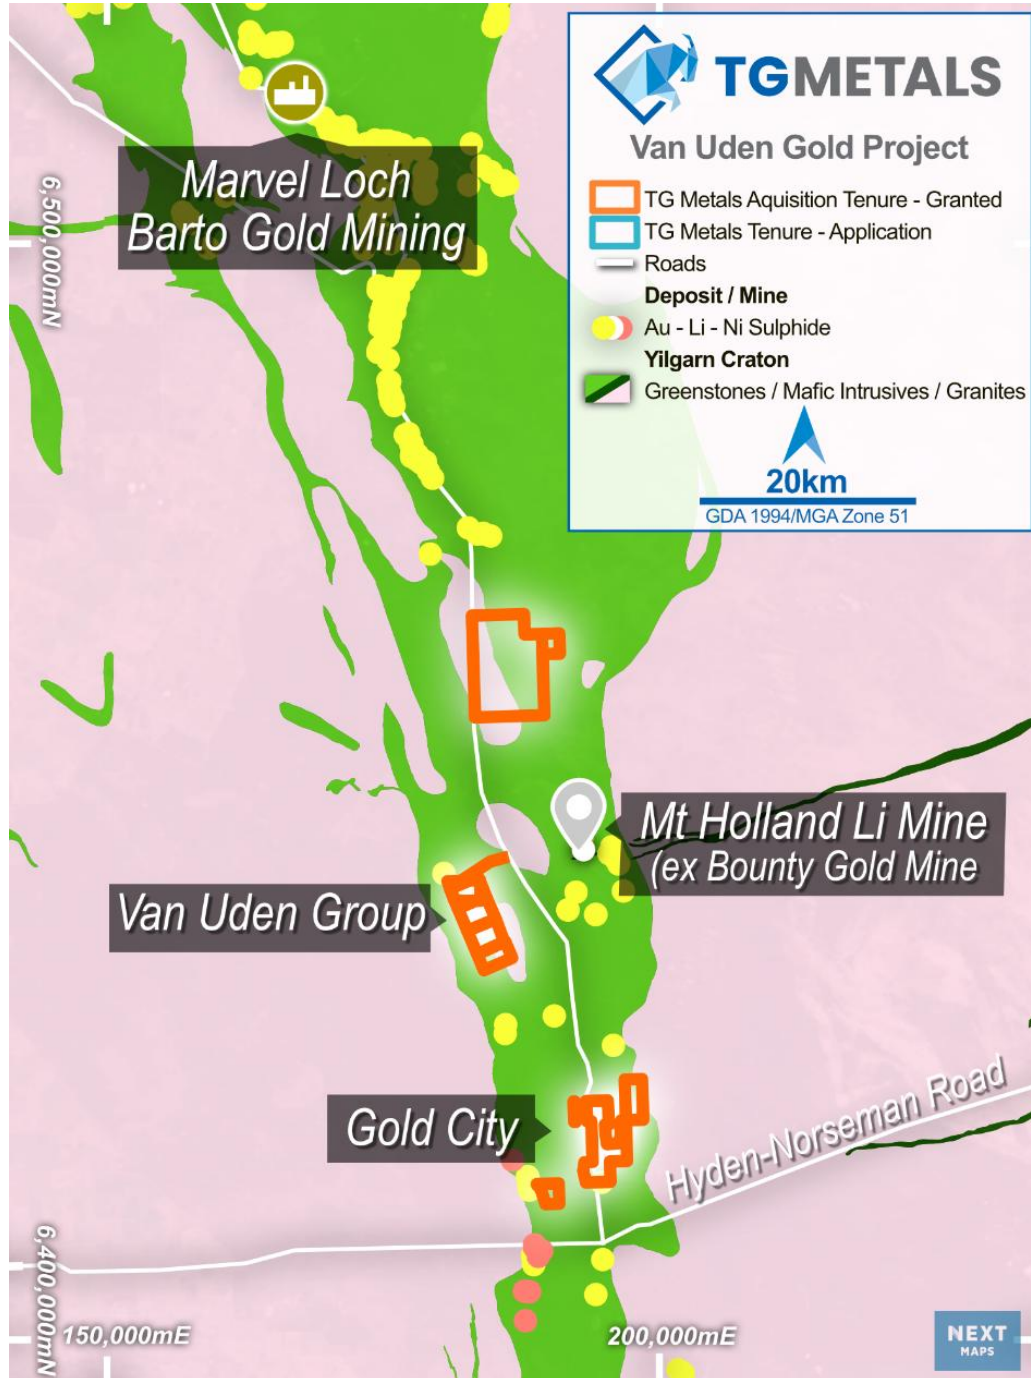 TGMETALS
Van Uden Gold Project
TG Metals Aquisition Tenure - Granted
TG Metals Tenure - Application
Roads
Deposit / Mine
Au - Li - Ni Sulphide
Yilgarn Craton
Greenstones / Mafic Intrusives / Granites
20km
GDA 1994/MGA Zone 51
Marvel Loch
Barto Gold Mining
6,500,000mN
Mt Holland Li Mine
(ex Bounty Gold Mine
Van Uden Group
Gold City
Hyden-Norseman Road
6,400,000mN
150,000mE
200,000mE
NEXT
MAPS